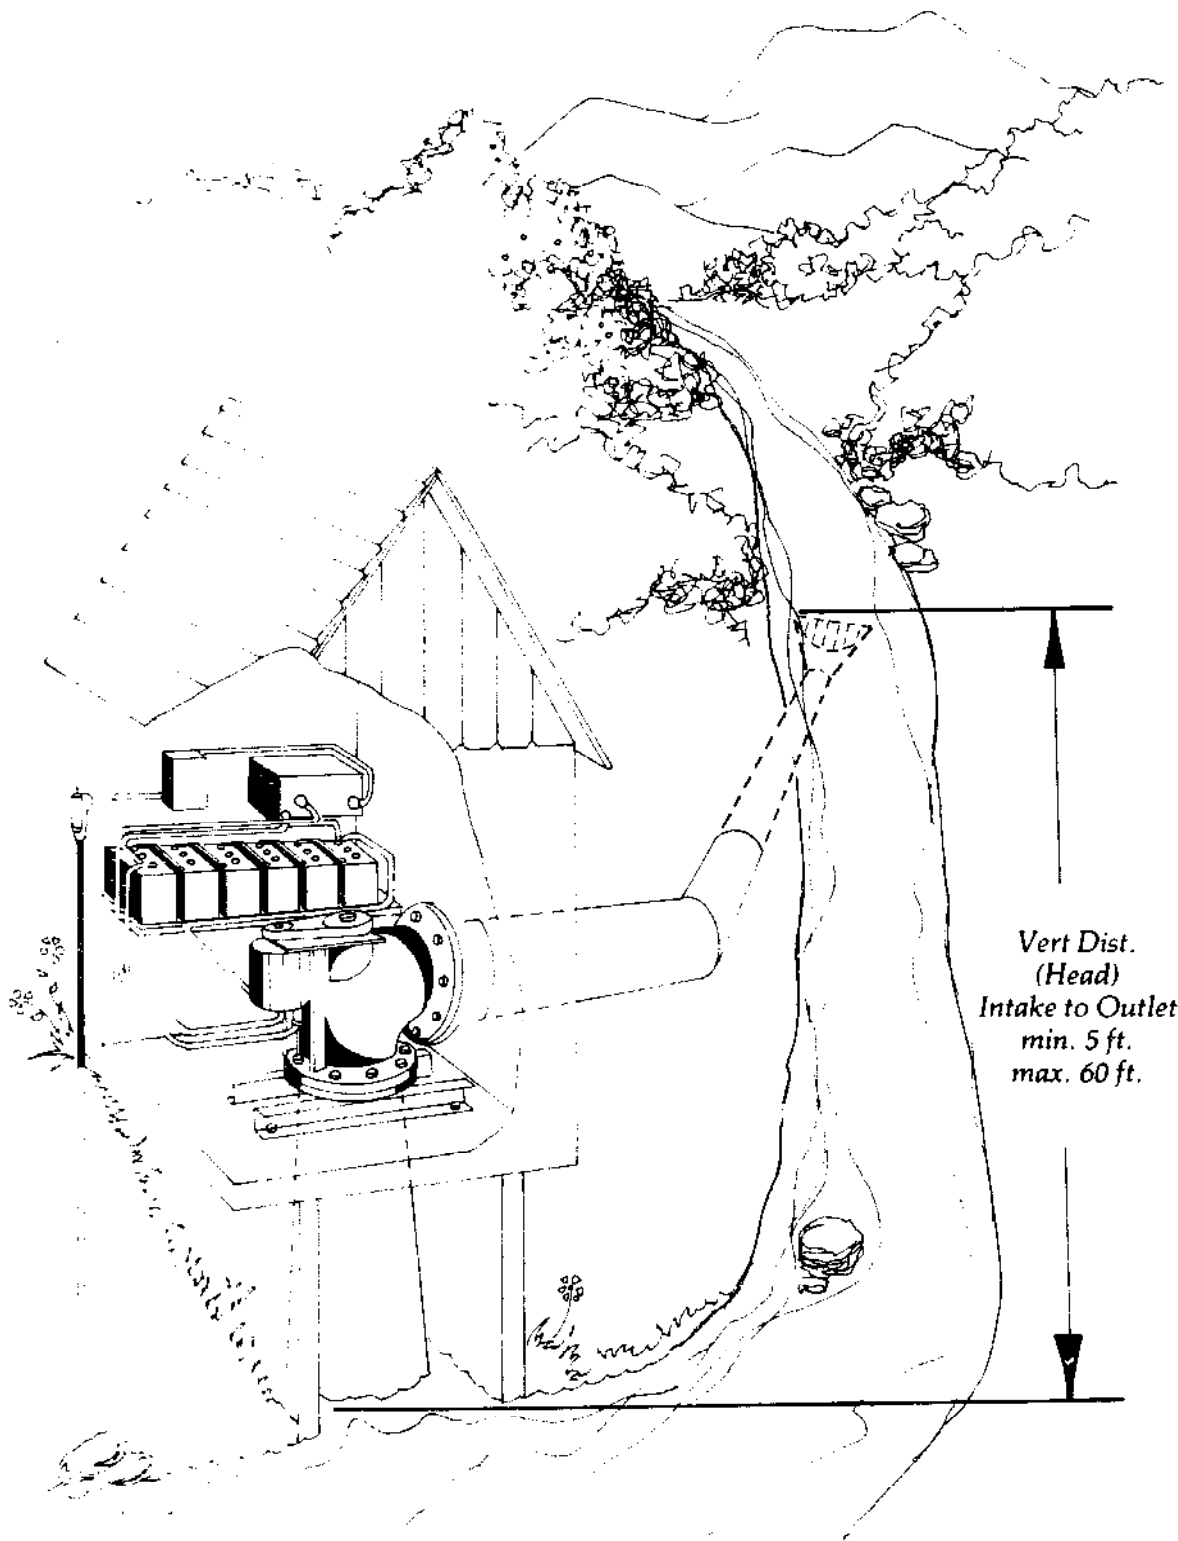 Vert Dist.
(Head)
Intake to Outlet
min. 5 ft.
max. 60 ft.